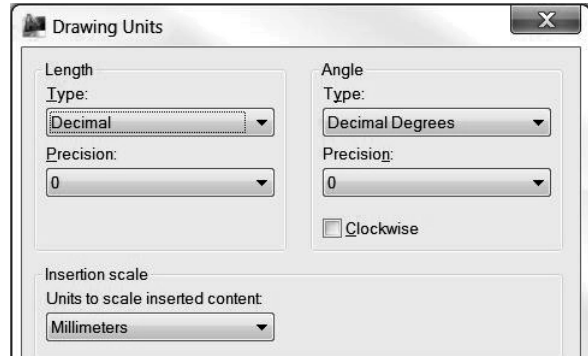 Drawing Units
Length
Type:
Decimal
Precision:
0
Angle
Type:
Decimal Degrees
Precision:
0
Clockwise
Insertion scale
Units to scale inserted content:
Millimeters